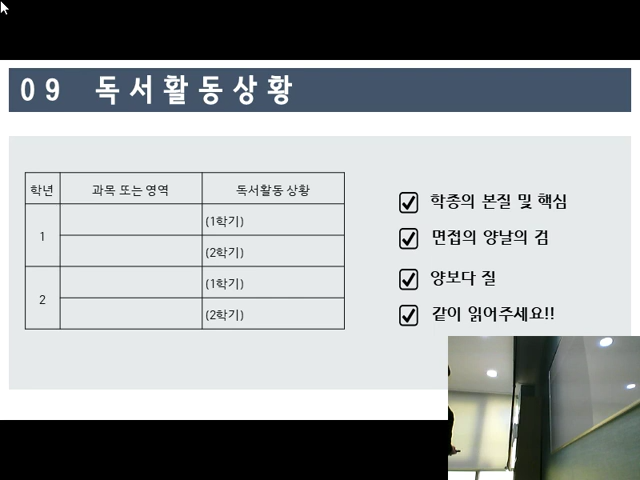 09 독서활동상황
학년 과목 또는 영역 독서활동 상황
1 (1학기)
(2학기)
2 (1학기)
(2학기)
학종의 본질 및 핵심
면접의 양날의 검
양보다 질
같이 읽어주세요!!